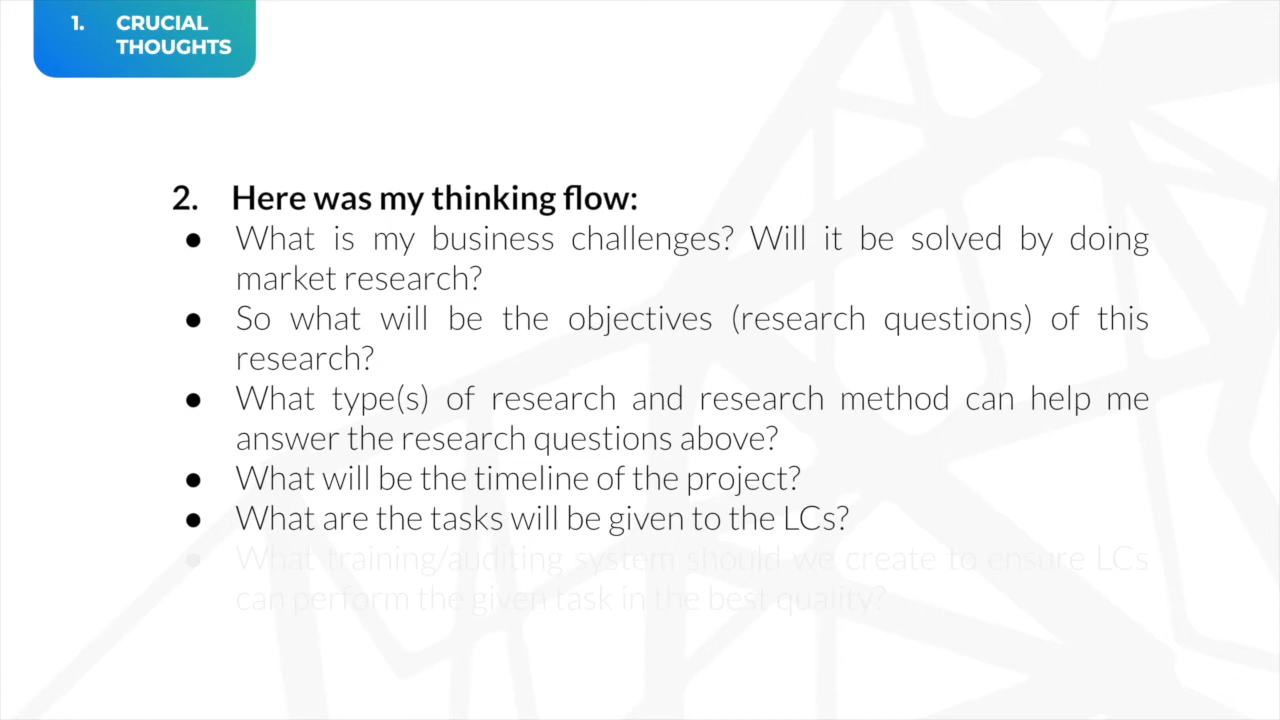 1. CRUCIAL
THOUGHTS
2. Here was my thinking flow:
● What is my business challenges? Will it be solved by doing
market research?
● So what will be the objectives (research questions) of this
research?
● What type(s) of research and research method can help me
answer the research questions above?
● What will be the timeline of the project?
● What are the tasks will be given to the LCs?
● What training/auditing system should we create to ensure LCs
can perform the given task in the best quality?